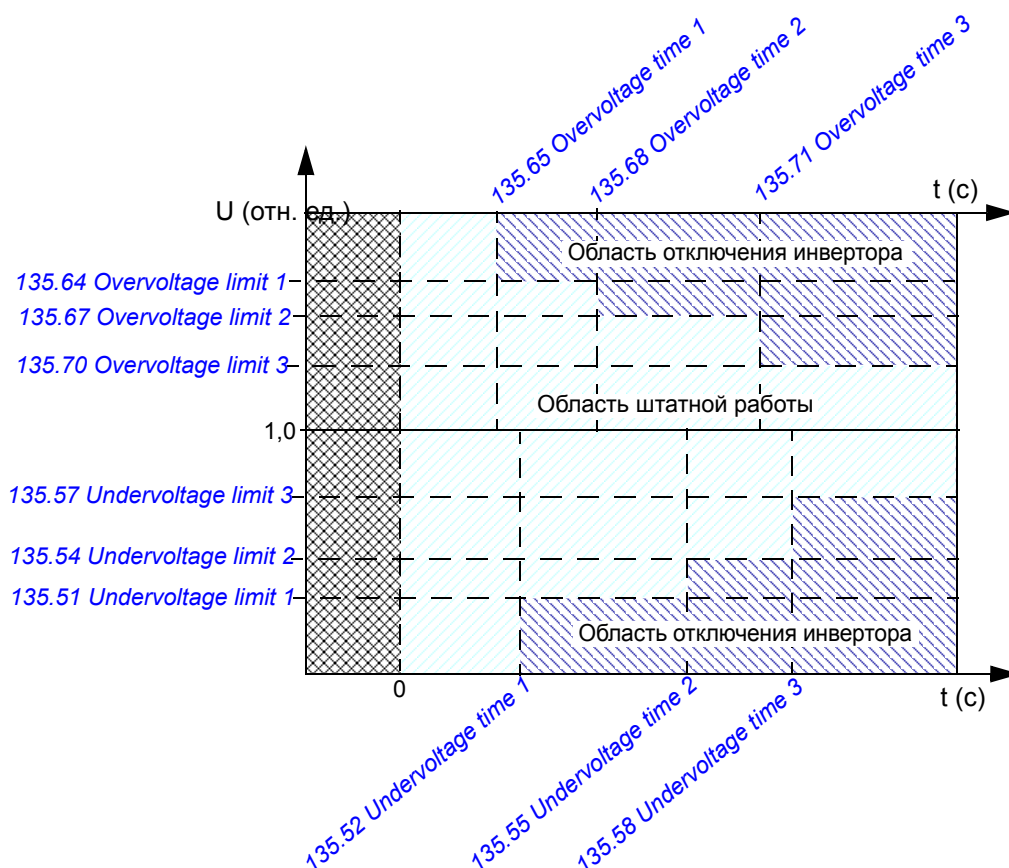 135.65 Overvoltage time 1
135.68 Overvoltage time 2
135.71 Overvoltage time 3
t (с)
U (отн. ед.)
Область отключения инвертора
135.64 Overvoltage limit 1
135.67 Overvoltage limit 2
135.70 Overvoltage limit 3
Область штатной работы
1,0
135.57 Undervoltage limit 3
135.54 Undervoltage limit 2
135.51 Undervoltage limit 1
Область отключения инвертора
0
t (с)
135.52 Undervoltage time 1
135.55 Undervoltage time 2
135.58 Undervoltage time 3